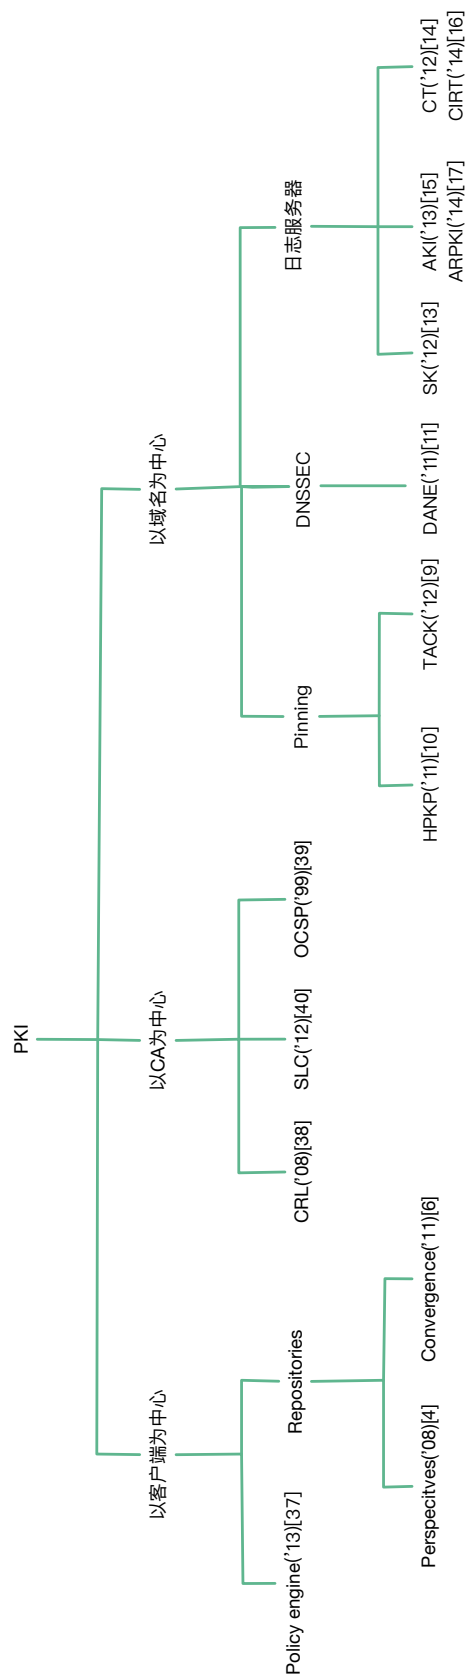 PKI
以客户端为中心
以CA为中心
以域名为中心
Policy engine('13)[37]
Repositories
CRL('08)[38]
SLC('12)[40]
OCSP('99)[39]
Pinning
DNSSEC
日志服务器
Perspecitves('08)[4]
Convergence('11)[6]
HPKP('11)[10]
TACK('12)[9]
DANE('11)[11]
SK('12)[13]
AKI('13)[15]
ARPKI('14)[17]
CT('12)[14]
CIRT('14)[16]